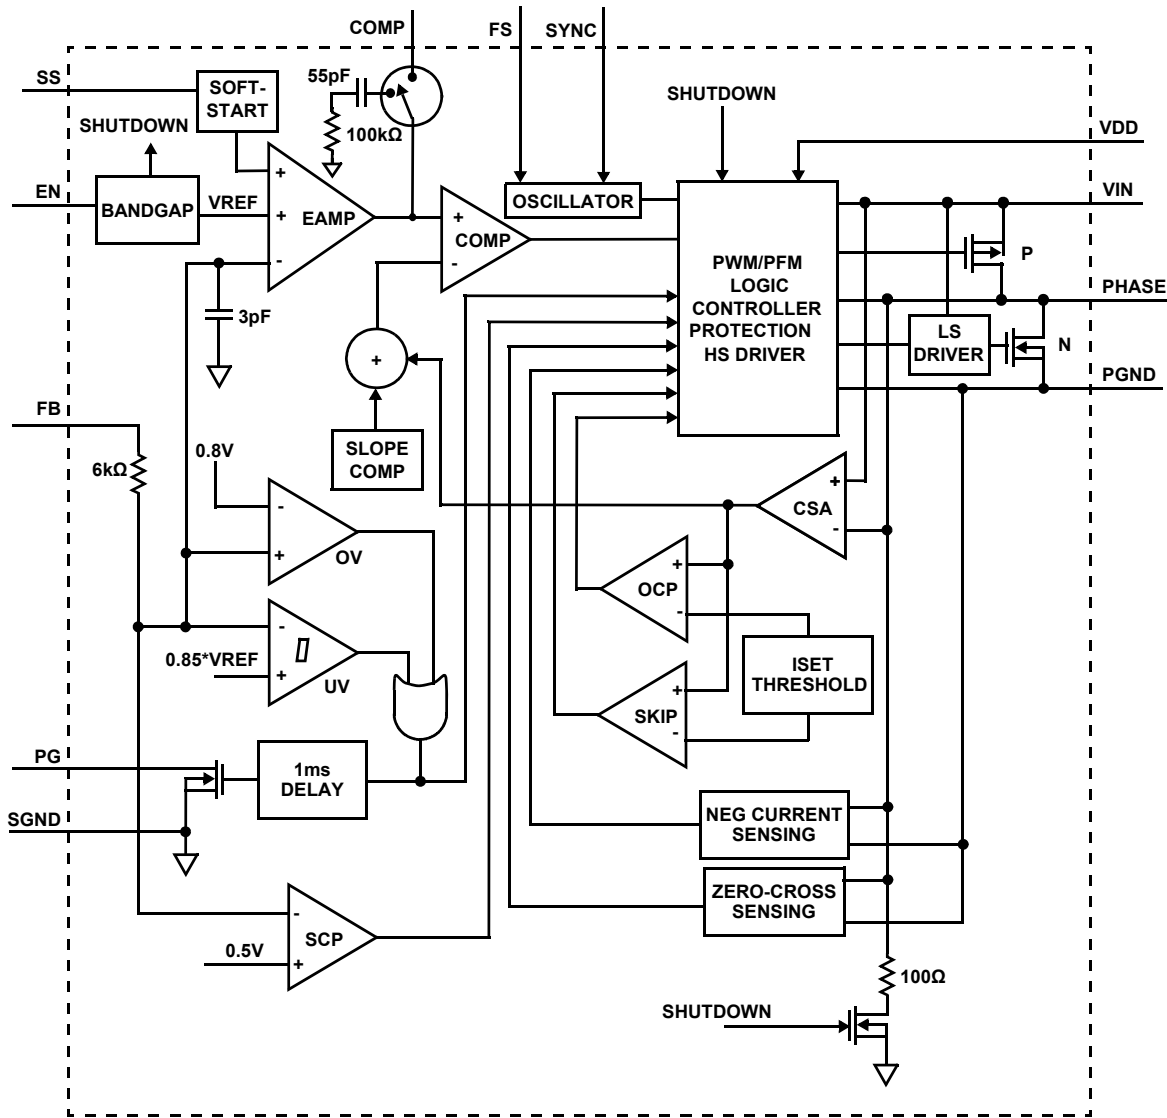 COMP
FS
SYNC
SS
SOFT-
START
55pF
100kΩ
SHUTDOWN
SHUTDOWN
VDD
EN
BANDGAP
VREF
+
+
-
EAMP
+
-
COMP
OSCILLATOR
VIN
P
PWM/PFM
LOGIC
CONTROLLER
PROTECTION
HS DRIVER
PHASE
3pF
+
LS
DRIVER
N
PGND
FB
6kΩ
0.8V
SLOPE
COMP
-
+
OV
+
-
CSA
+
-
OCP
-
+
UV
0.85*VREF
ISET
THRESHOLD
+
-
SKIP
PG
1ms
DELAY
SGND
NEG CURRENT
SENSING
ZERO-CROSS
SENSING
-
+
SCP
0.5V
100Ω
SHUTDOWN